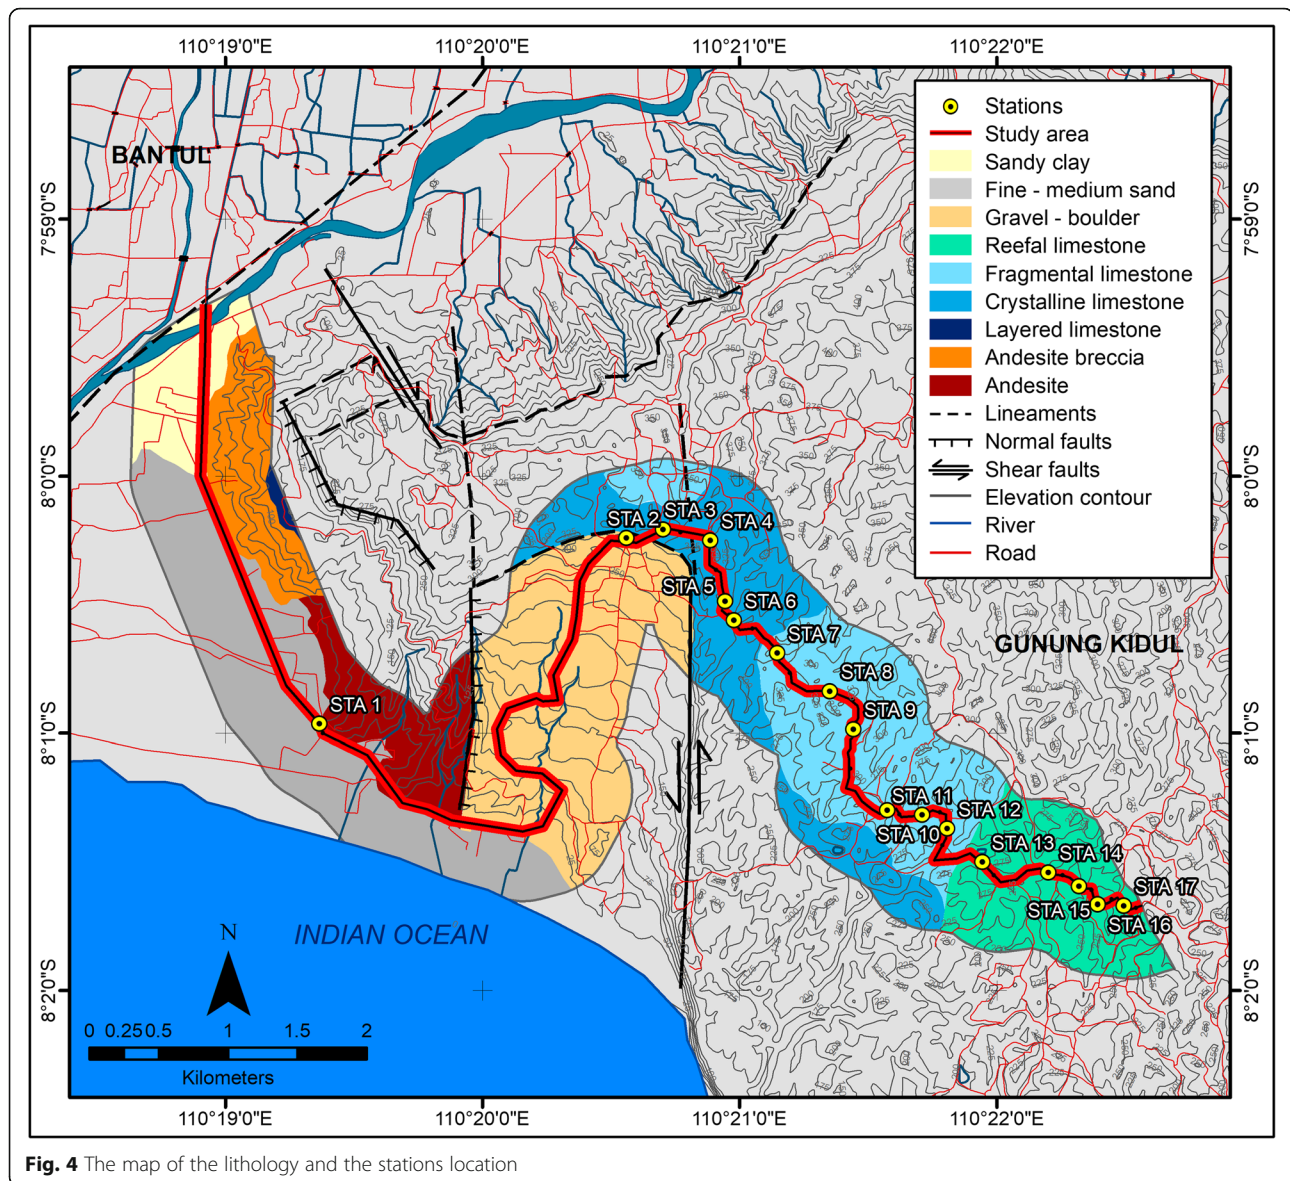 110°19'0"E
110°20'0"E
110°21'0"E
110°22'0"E
7°59'0"S
8°0'0"S
8°10"S
8°2'0"S
7°59'0"S
8°0'0"S
8°10"S
8°2'0"S
BANTUL
GUNUNG KIDUL
INDIAN OCEAN
Stations
Study area
Sandy clay
Fine - medium sand
Gravel - boulder
Reefal limestone
Fragmental limestone
Crystalline limestone
Layered limestone
Andesite breccia
Andesite
Lineaments
Normal faults
Shear faults
Elevation contour
River
Road
STA 1
STA 2
STA 3
STA 4
STA 5
STA 6
STA 7
STA 8
STA 9
STA 11
STA 10
STA 12
STA 13
STA 14
STA 15
STA 17
STA 16
N
0 0.25 0.5 1 1.5 2
Kilometers
110°19'0"E
110°20'0"E
110°21'0"E
110°22'0"E
Fig. 4 The map of the lithology and the stations location